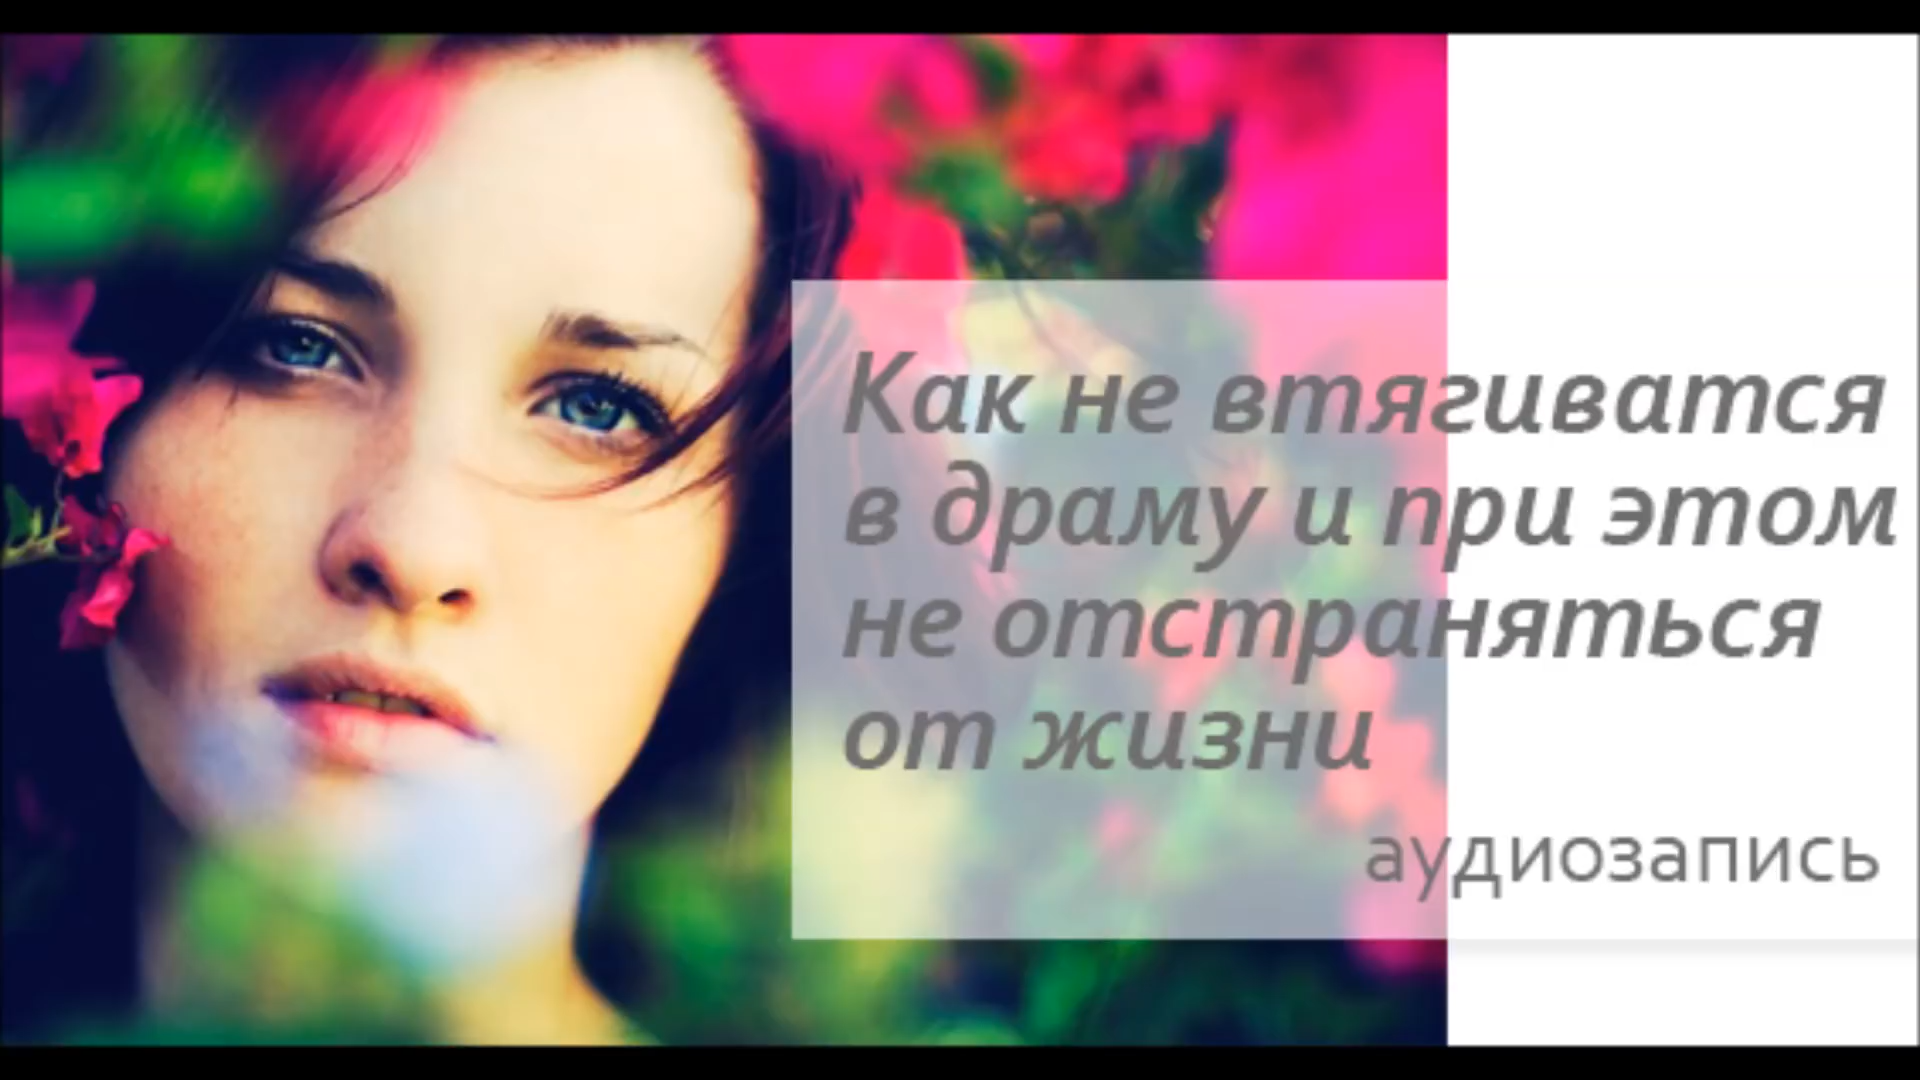 Как не втягиватся
в драму и при этом
не отстраняться
от жизни
аудиозапись